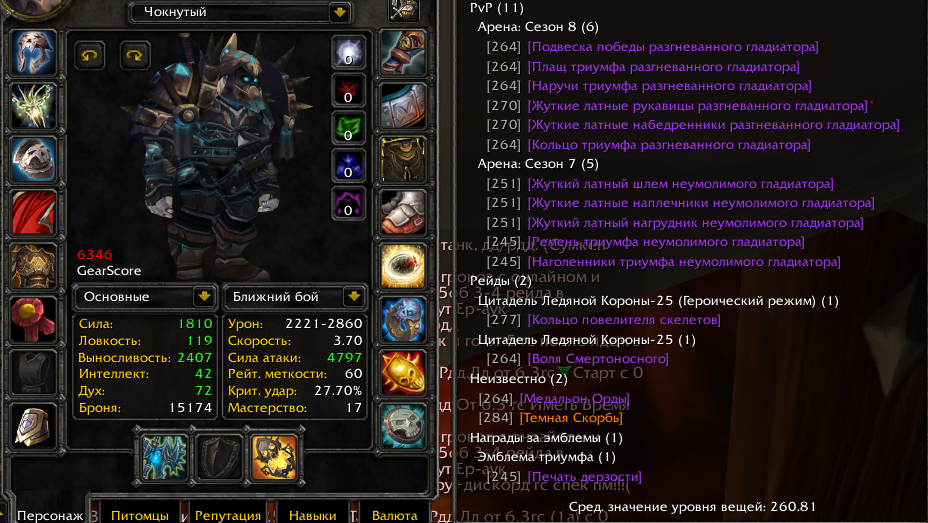 Чокнутый
0
0
0
0
0
6346
GearScore
Основные
Ближний бой
Сила: 1810
Ловкость: 119
Выносливость: 2407
Интеллект: 42
Дух: 72
Броня: 15174
Урон: 2221-2860
Скорость: 3.70
Сила атаки: 4797
Рейт. меткости: 60
Крит. удар: 27.70%
Мастерство: 17
Персонаж
Питомцы
Репутация
Навыки
Валюта
PvP (11)
Арена: Сезон 8 (6)
[264] [Подвеска победы разгневанного гладиатора]
[264] [Плащ триумфа разгневанного гладиатора]
[264] [Наручи триумфа разгневанного гладиатора]
[270] [Жуткие латные рукавицы разгневанного гладиатора]*
[270] [Жуткие латные набедренники разгневанного гладиатора]
[264] [Кольцо триумфа разгневанного гладиатора]
Арена: Сезон 7 (5)
[251] [Жуткий латный шлем неумолимого гладиатора]
[251] [Жуткие латные наплечники неумолимого гладиатора]
[251] [Жуткий латный нагрудник неумолимого гладиатора]
[245] [Ремень триумфа неумолимого гладиатора]
[245] [Наголенники триумфа неумолимого гладиатора]
Рейды (2)
Цитадель Ледяной Короны-25 (Героический режим) (1)
[277] [Кольцо повелителя скелетов]
Цитадель Ледяной Короны-25 (1)
[264] [Воля Смертоносного]
Неизвестно (2)
[264] [Медальон Орды]
[284] [Темная Скорбь]
Награды за эмблемы (1)
Эмблема триумфа (1)
[245] [Печать дерзости]
Сред. значение уровня вещей: 260.81